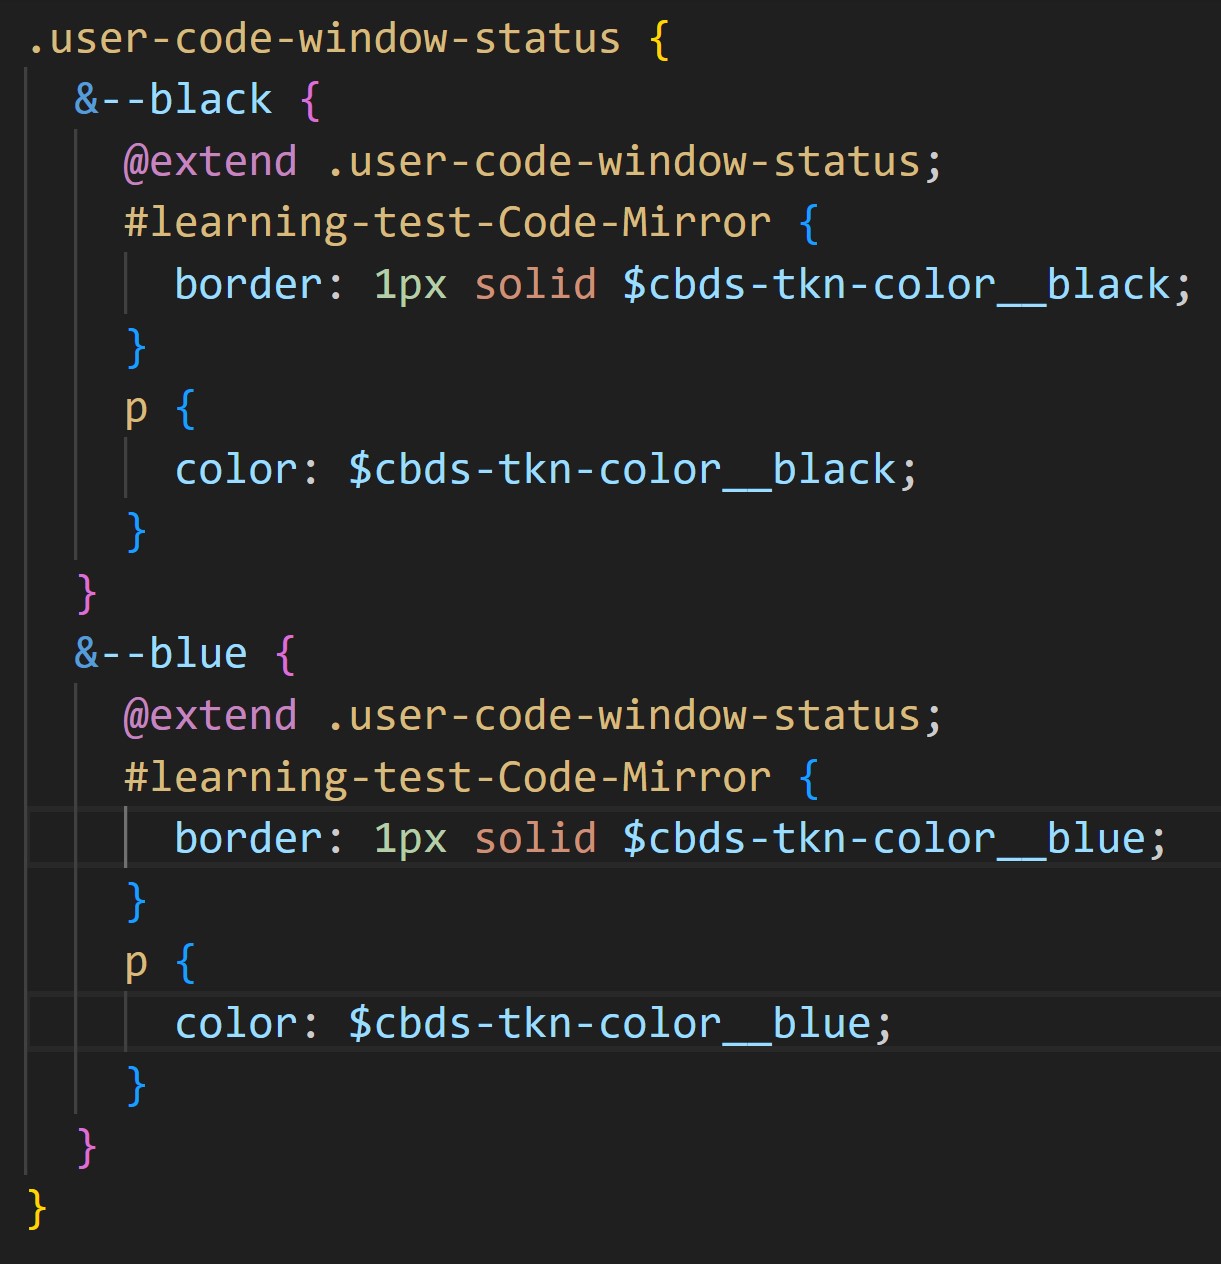 .user-code-window-status {
  &--black {
    @extend .user-code-window-status;
    #learning-test-Code-Mirror {
      border: 1px solid $cbds-tkn-color__black;
    }
    p {
      color: $cbds-tkn-color__black;
    }
  }
  &--blue {
    @extend .user-code-window-status;
    #learning-test-Code-Mirror {
      border: 1px solid $cbds-tkn-color__blue;
    }
    p {
      color: $cbds-tkn-color__blue;
    }
  }
}